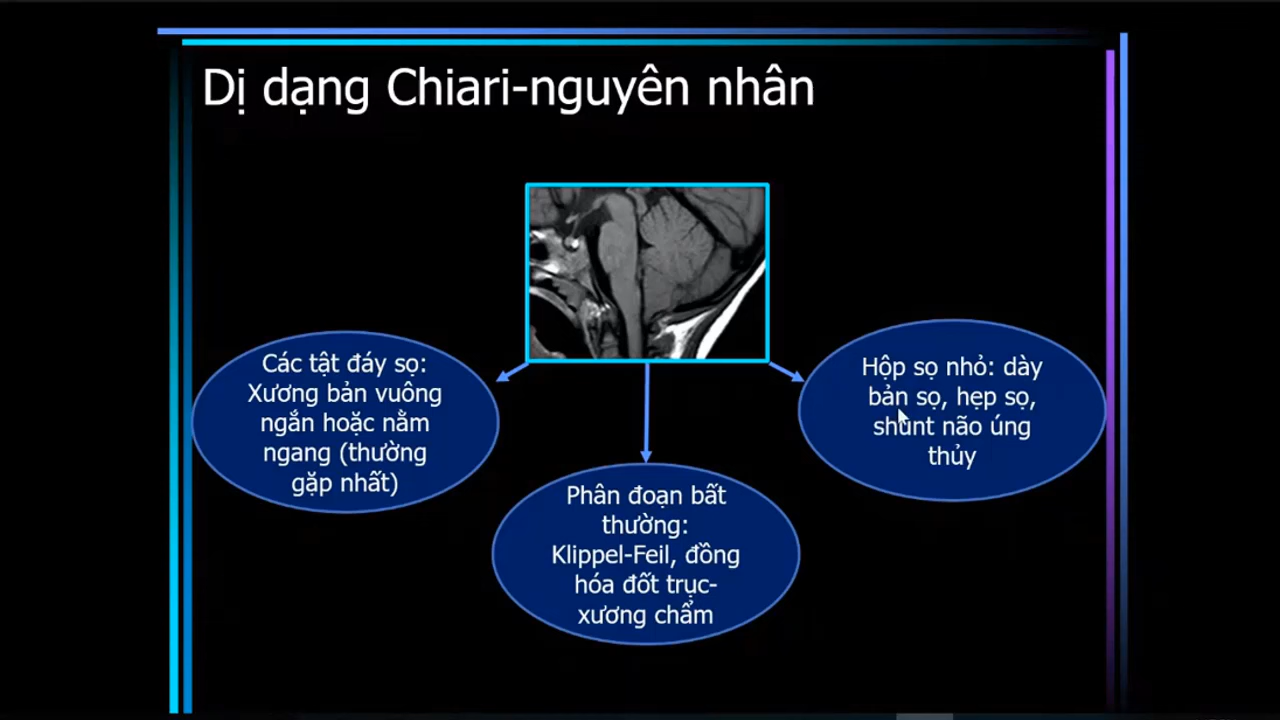 Dị dạng Chiari-nguyên nhân
Các tật đáy sọ:
Xương bản vuông
ngắn hoặc nằm
ngang (thường
gặp nhất)
Phân đoạn bất
thường:
Klippel-Feil, đồng
hóa đốt trục-
xương chẩm
Hộp sọ nhỏ: dày
bản sọ, hẹp sọ,
shunt não úng
thủy